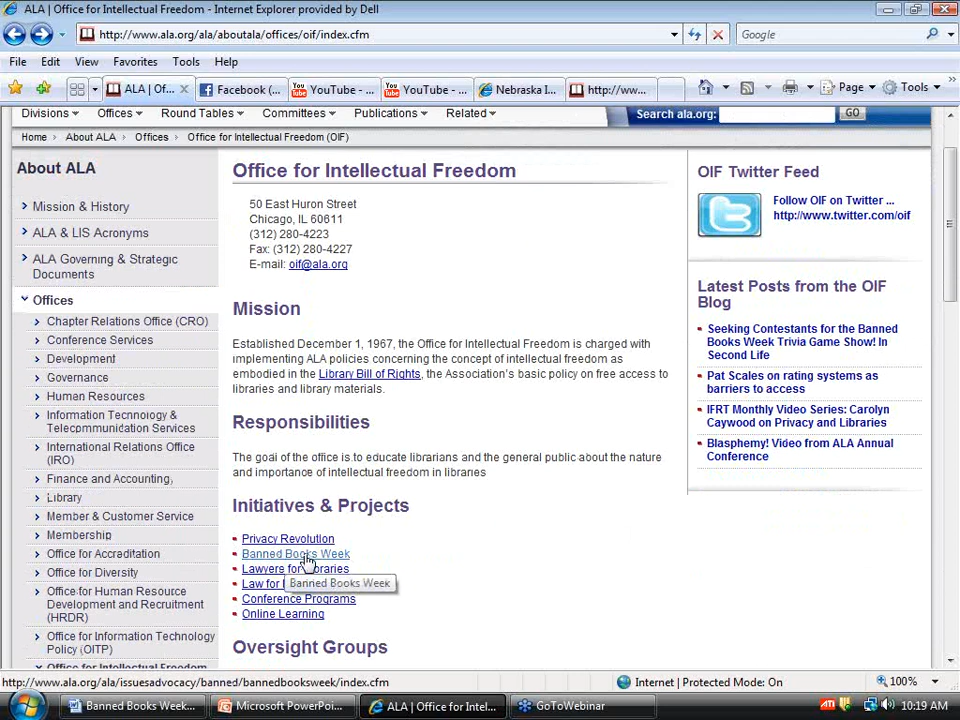 ALA | Office for Intellectual Freedom - Internet Explorer provided by Dell
http://www.ala.org/ala/aboutala/offices/oif/index.cfm
Google
File Edit View Favorites Tools Help
ALA | Of... Facebook (... YouTube - ... YouTube - ... Nebraska I... http://ww... Page Tools
Divisions Offices Round Tables Committees Publications Related
Search ala.org: GO
Home About ALA Offices Office for Intellectual Freedom (OIF)
About ALA
Mission & History
ALA & LIS Acronyms
ALA Governing & Strategic
Documents
Offices
Chapter Relations Office (CRO)
Conference Services
Development
Governance
Human Resources
Information Technology &
Telecommunication Services
International Relations Office
(IRO)
Finance and Accounting
Library
Member & Customer Service
Membership
Office for Accreditation
Office for Diversity
Office for Human Resource
Development and Recruitment
(HRDR)
Office for Information Technology
Policy (OITP)
Office for Intellectual Freedom
Office for Intellectual Freedom
50 East Huron Street
Chicago, IL 60611
(312) 280-4223
Fax: (312) 280-4227
E-mail: oif@ala.org
Mission
Established December 1, 1967, the Office for Intellectual Freedom is charged with
implementing ALA policies concerning the concept of intellectual freedom as
embodied in the Library Bill of Rights, the Association's basic policy on free access to
libraries and library materials.
Responsibilities
The goal of the office is to educate librarians and the general public about the nature
and importance of intellectual freedom in libraries
Initiatives & Projects
Privacy Revolution
Banned Books Week
Lawyers for Libraries
Law for
Banned Books Week
Conference Programs
Online Learning
Oversight Groups
OIF Twitter Feed
Follow OIF on Twitter ...
http://www.twitter.com/oif
Latest Posts from the OIF
Blog
Seeking Contestants for the Banned
Books Week Trivia Game Show! In
Second Life
Pat Scales on rating systems as
barriers to access
IFRT Monthly Video Series: Carolyn
Caywood on Privacy and Libraries
Blasphemy! Video from ALA Annual
Conference
http://www.ala.org/ala/issuesadvocacy/banned/bannedbooksweek/index.cfm
Internet | Protected Mode: On 100%
Banned Books Week... Microsoft PowerPoi... ALA | Office for Intel... GoToWebinar ATI 10:19 AM